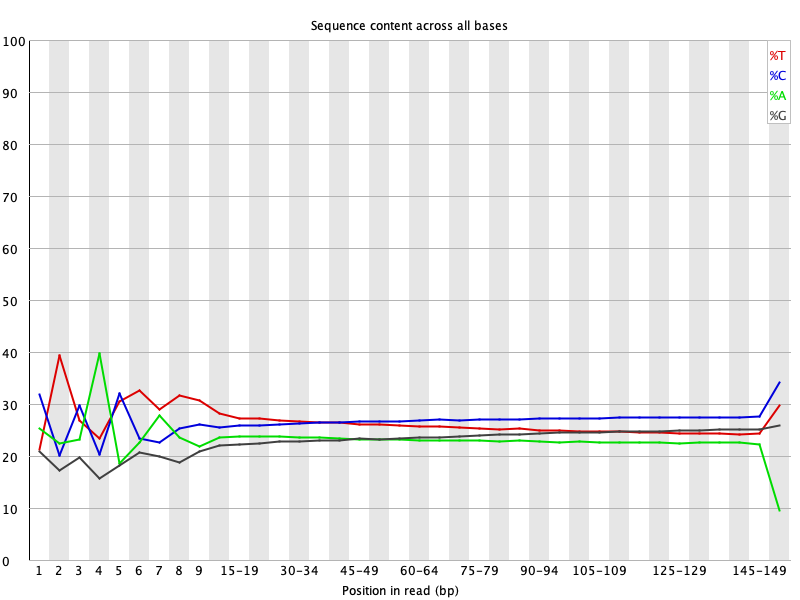 Sequence content across all bases
100
90
80
70
60
50
40
30
20
10
0
%T
%C
%A
%G
1 2 3 4 5 6 7 8 9 15-19 30-34 45-49 60-64 75-79 90-94 105-109 125-129 145-149
Position in read (bp)